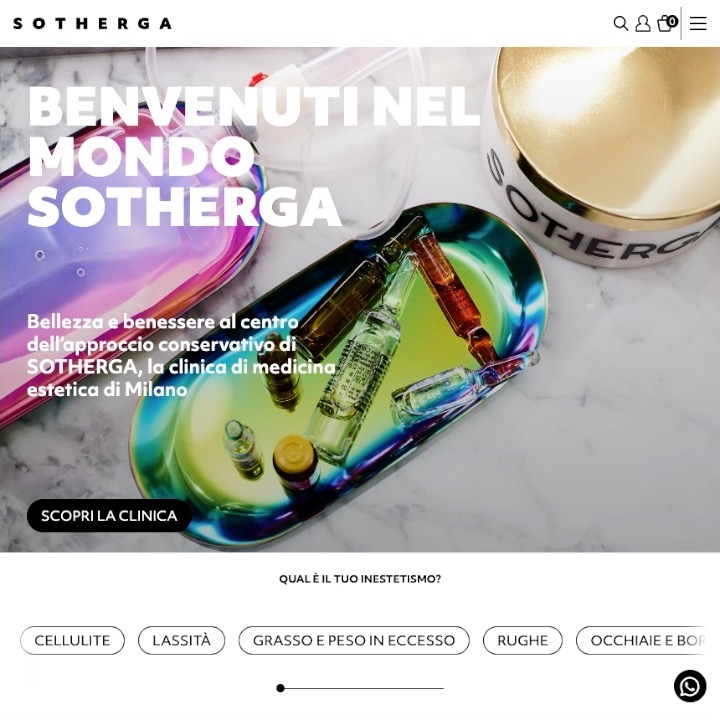 SOTHERGA
0
BENVENUTI NEL
MONDO
SOTHERGA
SOTHERGA
Bellezza e benessere al centro
dell'approccio conservativo di
SOTHERGA, la clinica di medicina
estetica di Milano
SCOPRI LA CLINICA
QUAL È IL TUO INESTETISMO?
CELLULITE
LASSITÀ
GRASSO E PESO IN ECCESSO
RUGHE
OCCHIAIE E BOR